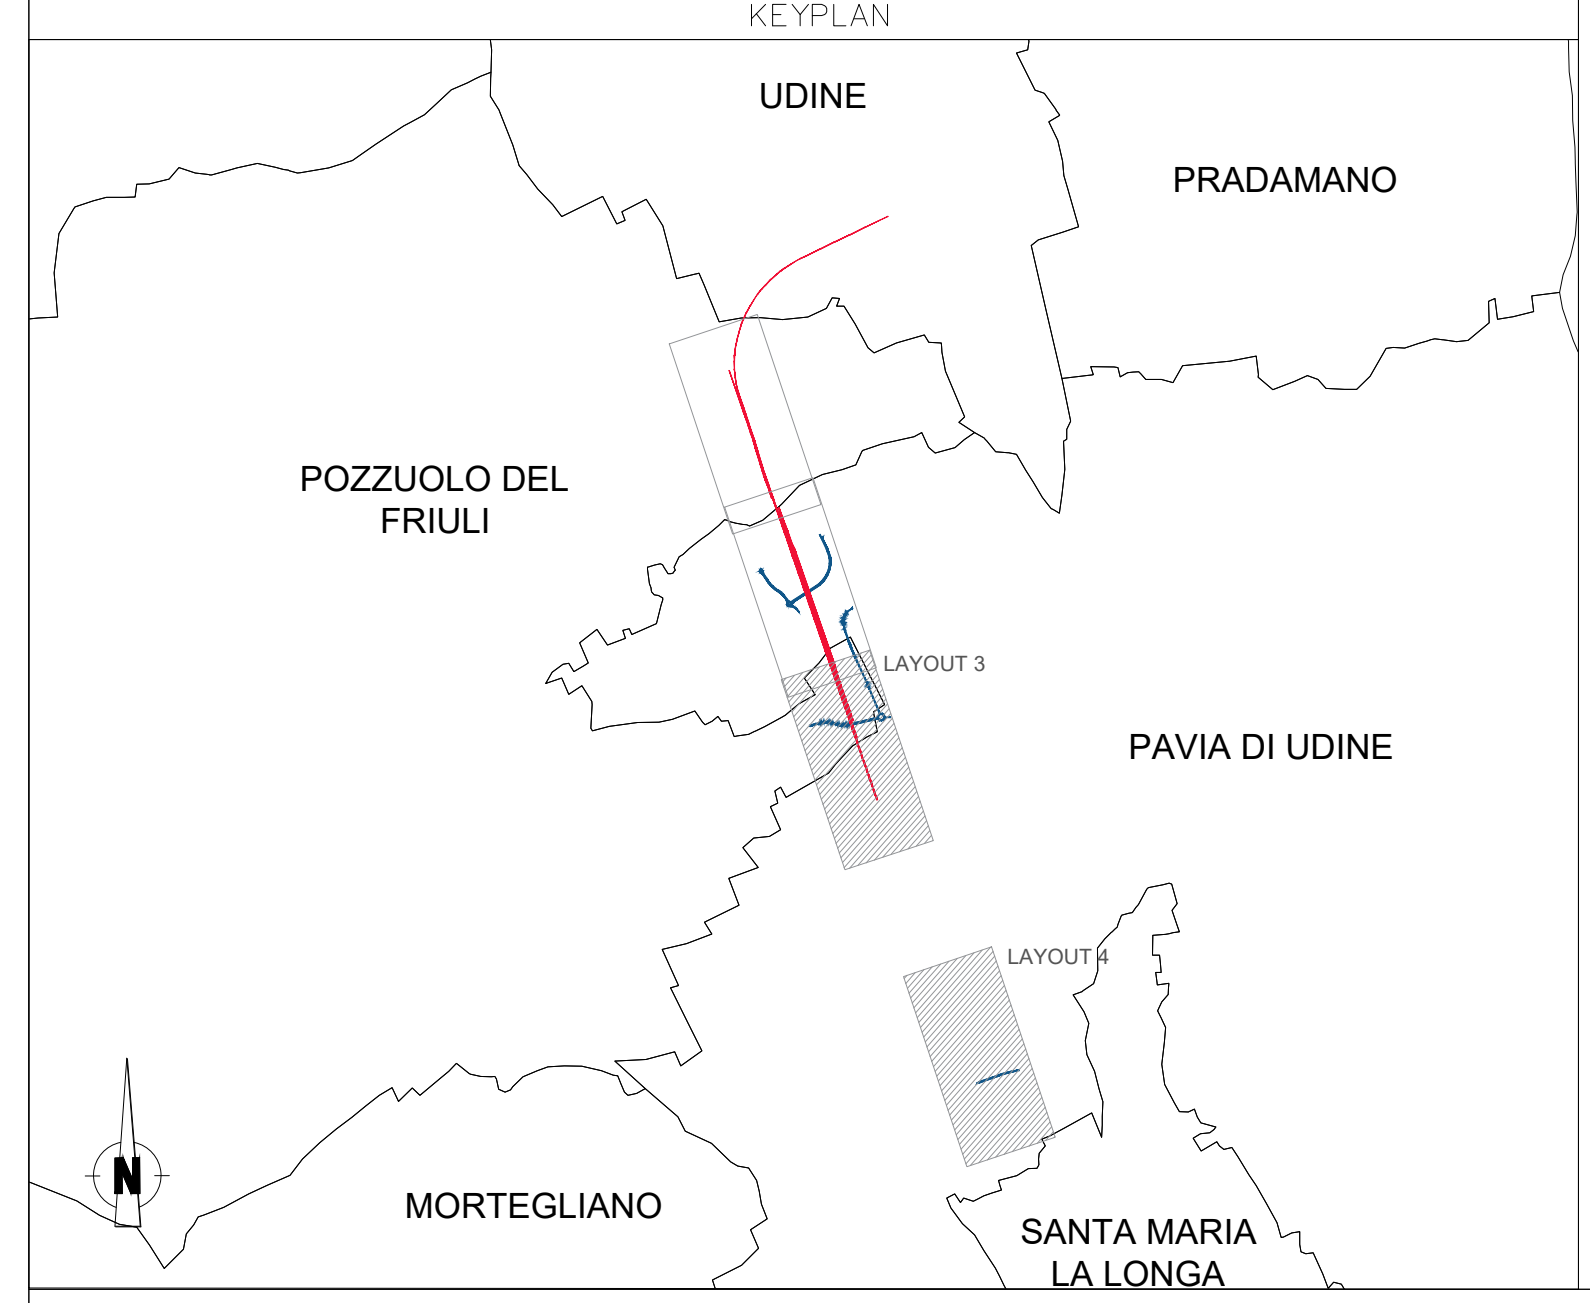 KEYPLAN
UDINE
PRADAMANO
POZZUOLO DEL
FRIULI
LAYOUT 3
PAVIA DI UDINE
LAYOUT 4
N
MORTEGLIANO
SANTA MARIA
LA LONGA